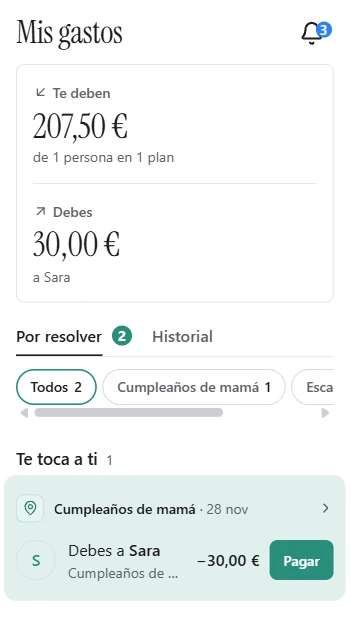 Mis gastos
3
Te deben
207,50 €
de 1 persona en 1 plan
Debes
30,00 €
a Sara
Por resolver 2 Historial
Todos 2 Cumpleaños de mamá 1 Esca
Te toca a ti 1
Cumpleaños de mamá · 28 nov
S Debes a Sara −30,00 € Pagar
Cumpleaños de ...